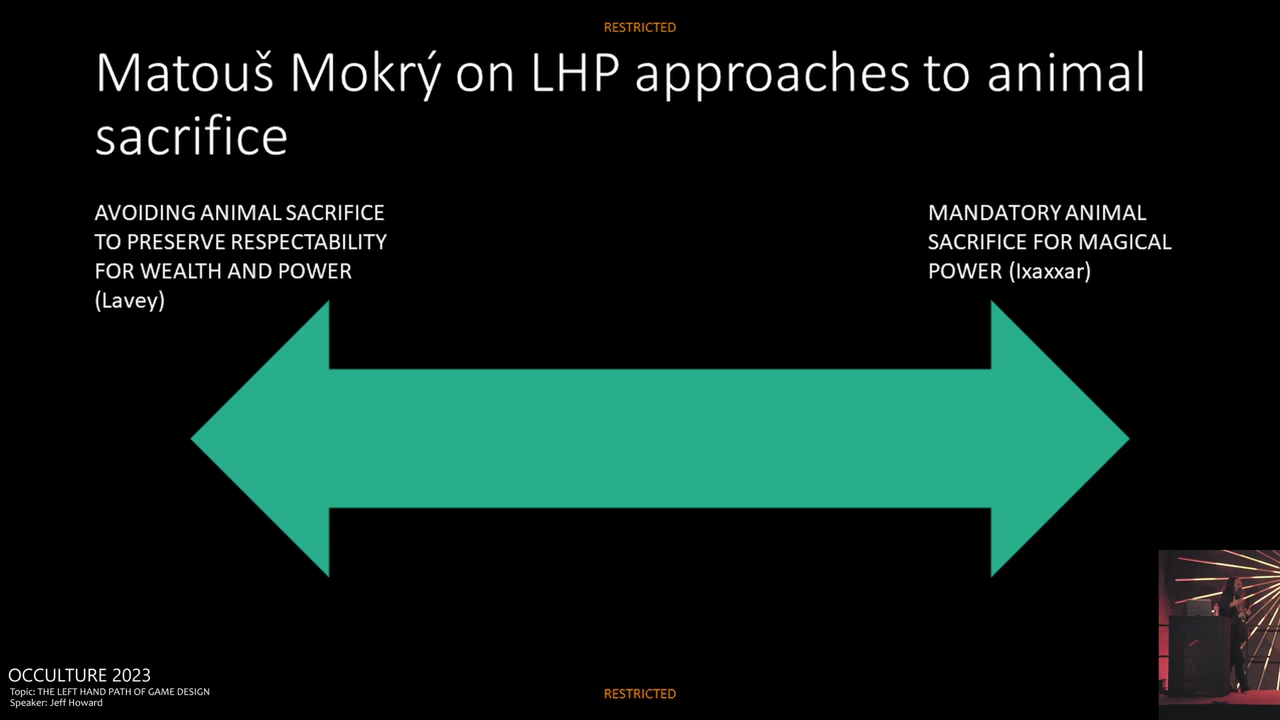 RESTRICTED
Matouš Mokrý on LHP approaches to animal
sacrifice
AVOIDING ANIMAL SACRIFICE
TO PRESERVE RESPECTABILITY
FOR WEALTH AND POWER
(Lavey)
MANDATORY ANIMAL
SACRIFICE FOR MAGICAL
POWER (Ixaxxar)
OCCULTURE 2023
Topic: THE LEFT HAND PATH OF GAME DESIGN
Speaker: Jeff Howard
RESTRICTED